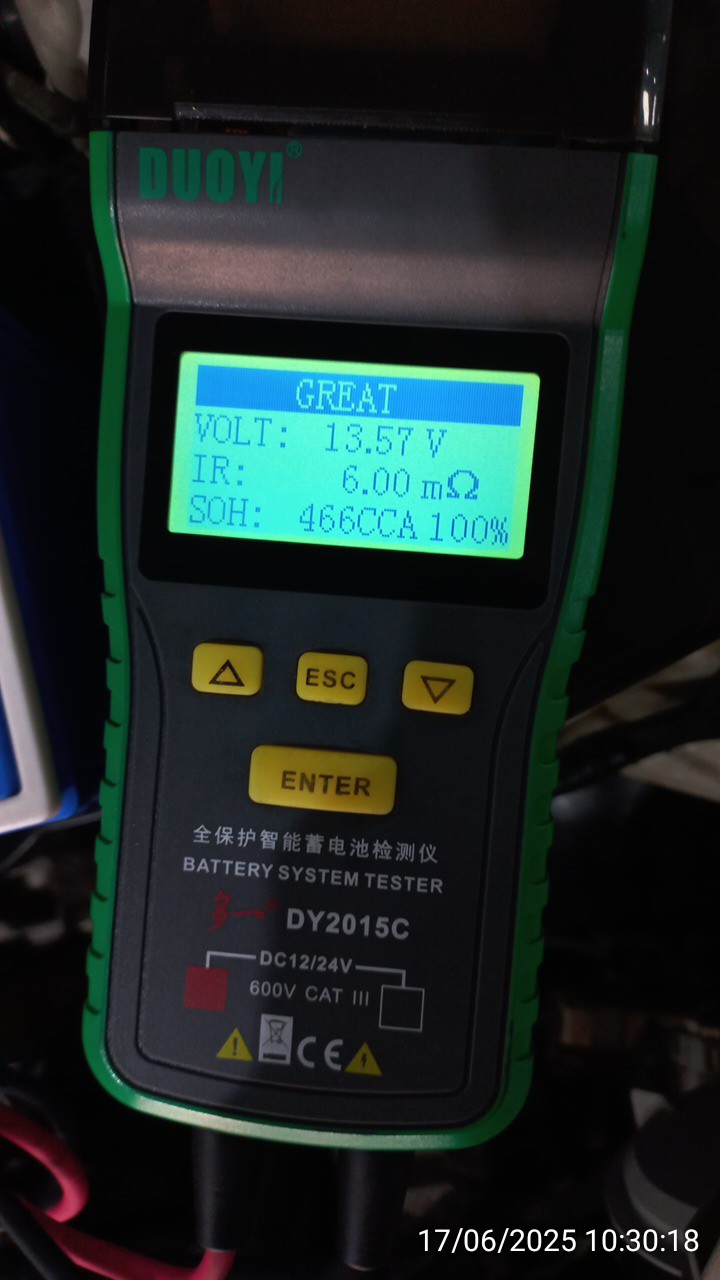 DUOYI®
GREAT
VOLT: 13.57 V
IR: 6.00 mΩ
SOH: 466CCA 100%
△ ESC ▽
ENTER
全保护智能蓄电池检测仪
BATTERY SYSTEM TESTER
多一® DY2015C
DC12/24V
600V CAT III
CE
17/06/2025 10:30:18